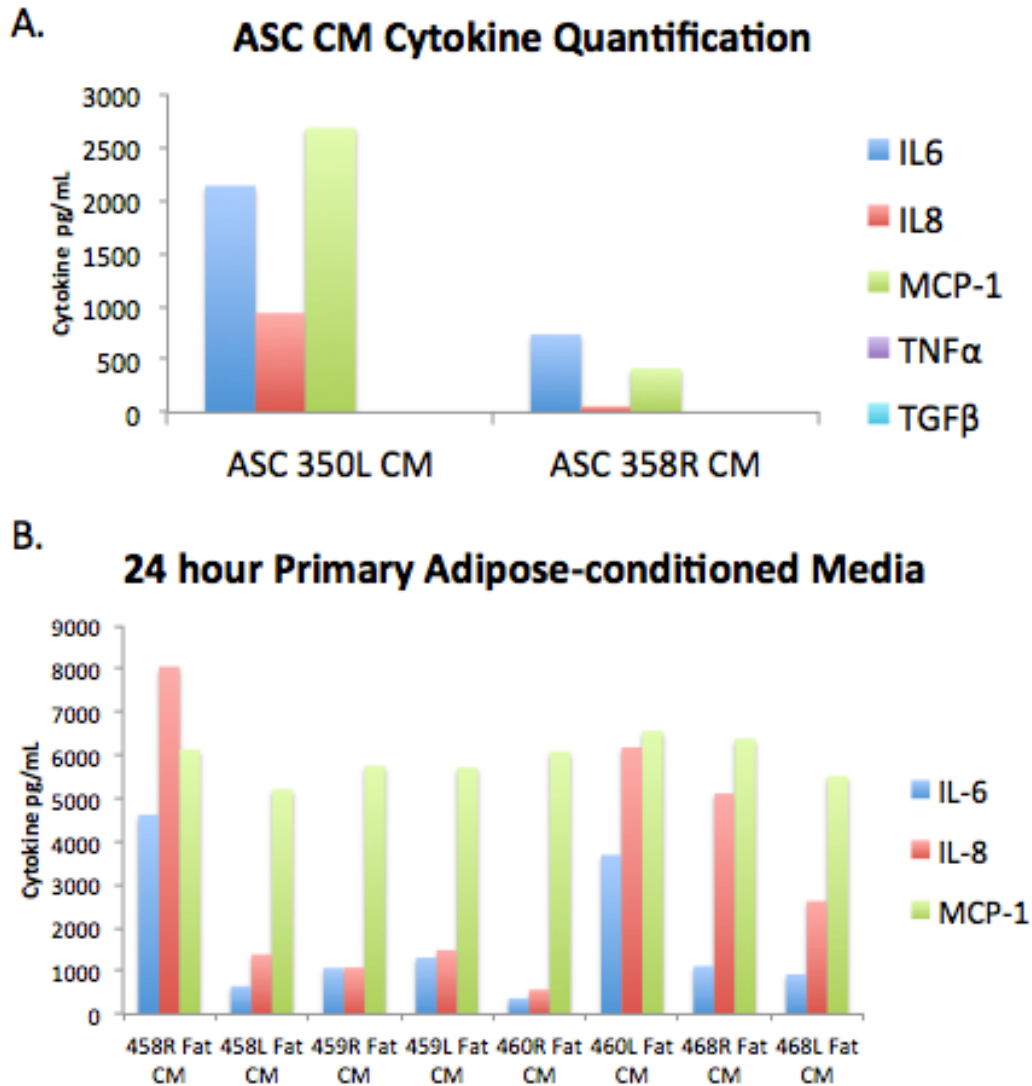 A.
ASC CM Cytokine Quantification
Cytokine pg/mL
3000
2500
2000
1500
1000
500
0
ASC 350L CM
ASC 358R CM
IL6
IL8
MCP-1
TNFα
TGFβ
B.
24 hour Primary Adipose-conditioned Media
Cytokine pg/mL
9000
8000
7000
6000
5000
4000
3000
2000
1000
0
458R Fat
CM
458L Fat
CM
459R Fat
CM
459L Fat
CM
460R Fat
CM
460L Fat
CM
468R Fat
CM
468L Fat
CM
IL-6
IL-8
MCP-1